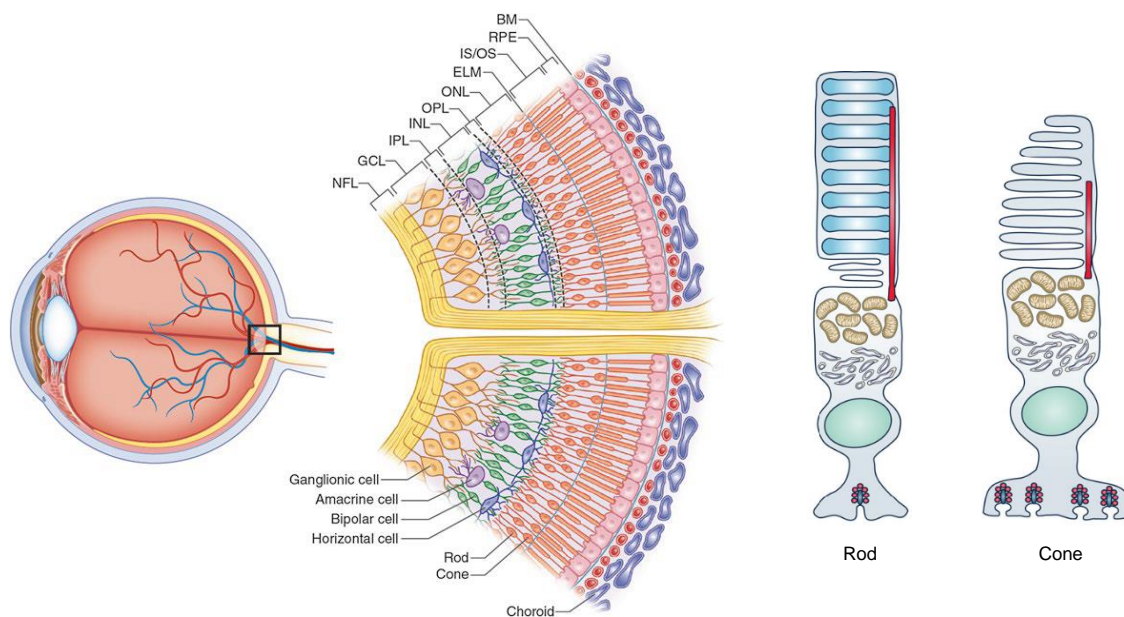 BM
RPE
IS/OS
ELM
ONL
OPL
INL
IPL
GCL
NFL
Ganglionic cell
Amacrine cell
Bipolar cell
Horizontal cell
Rod
Cone
Choroid
Rod
Cone